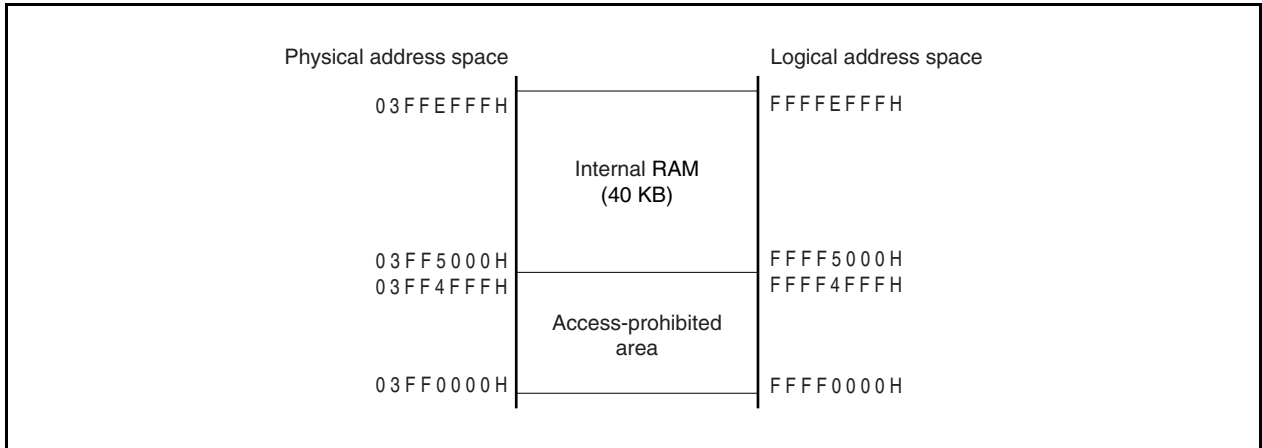 Physical address space
Logical address space
03FFEFFFH
FFFFEFFFH
Internal RAM
(40 KB)
03FF5000H
FFFF5000H
03FF4FFFH
FFFF4FFFH
Access-prohibited
area
03FF0000H
FFFF0000H